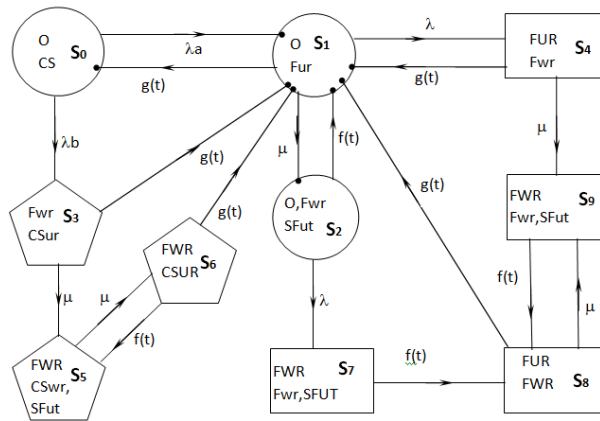 O
CS S0
λa
g(t)
O S1
Fur
λ
g(t)
FUR S4
Fwr
λb
g(t)
g(t)
μ
f(t)
g(t)
μ
Fwr S3
CSur
FWR S6
CSUR
O,Fwr
SFut S2
FWR S9
Fwr,SFut
μ
μ
f(t)
λ
f(t)
μ
FWR
CSwr, S5
SFut
FWR S7
Fwr,SFUT
f(t)
FUR
FWR S8